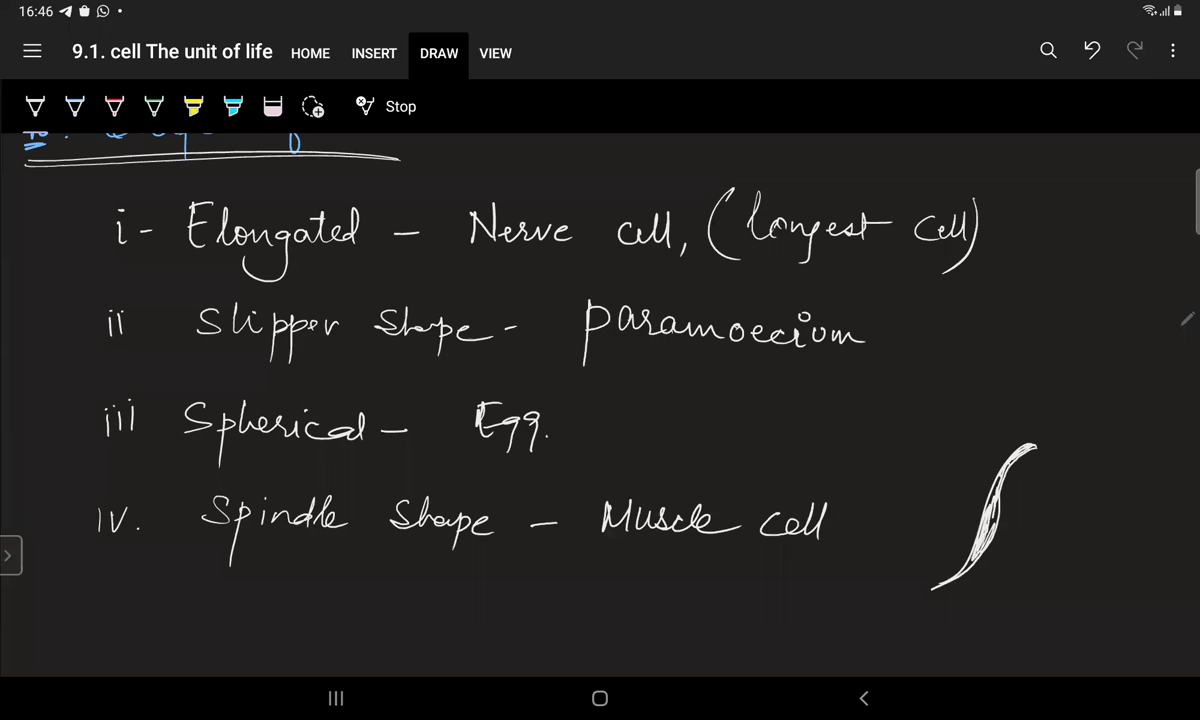 16:46
9.1. cell The unit of life HOME INSERT DRAW VIEW
Stop
i - Elongated - Nerve cell, (longest cell)
ii Slipper shape - paramoecium
iii Spherical - Egg.
iv. Spindle shape - Muscle cell